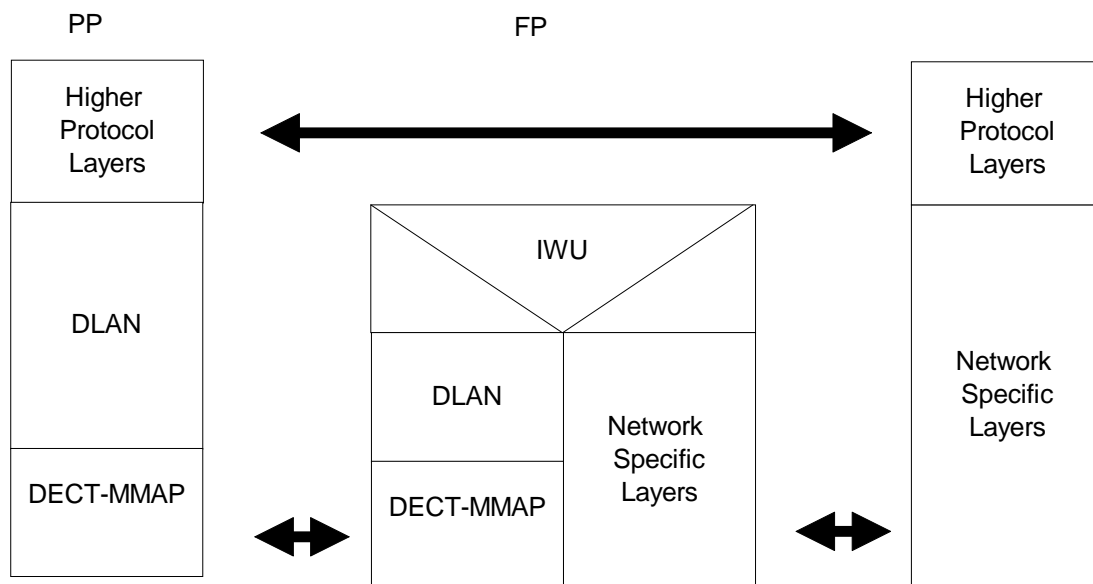 PP
FP
Higher
Protocol
Layers
Higher
Protocol
Layers
IWU
DLAN
DLAN
Network
Specific
Layers
Network
Specific
Layers
DECT-MMAP
DECT-MMAP